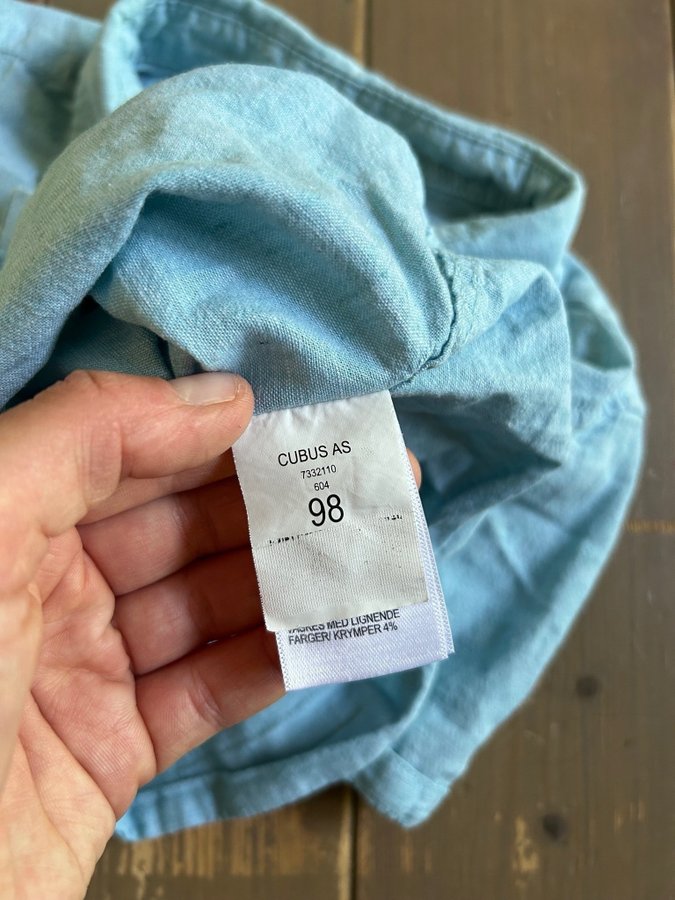 CUBUS AS
7332110
604
98
VASKES MED LIGNENDE
FARGER/ KRYMPER 4%